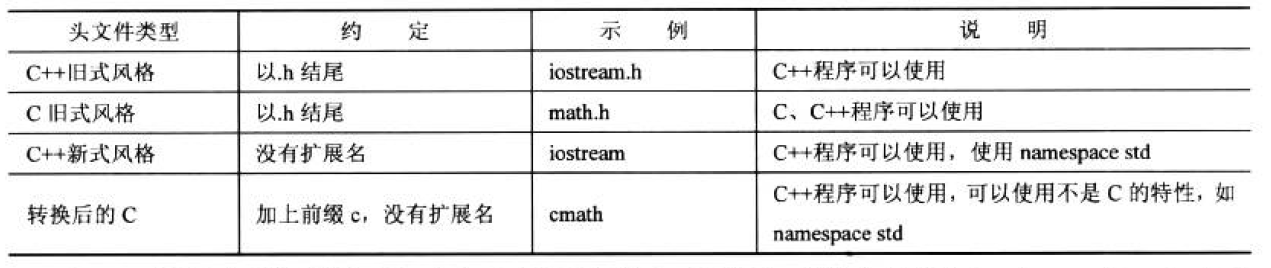 头文件类型 约 定 示 例 说 明
C++旧式风格 以.h 结尾 iostream.h C++程序可以使用
C 旧式风格 以.h 结尾 math.h C、C++程序可以使用
C++新式风格 没有扩展名 iostream C++程序可以使用，使用 namespace std
转换后的 C 加上前缀 c，没有扩展名 cmath C++程序可以使用，可以使用不是 C 的特性，如
namespace std